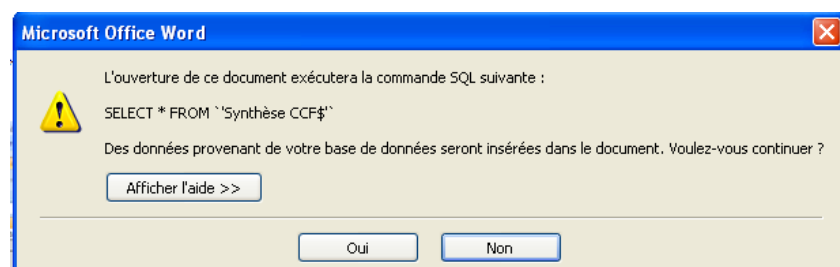 Microsoft Office Word
L'ouverture de ce document exécutera la commande SQL suivante :
SELECT * FROM ``'Synthèse CCF$'`
Des données provenant de votre base de données seront insérées dans le document. Voulez-vous continuer ?
Afficher l'aide >>
Oui
Non